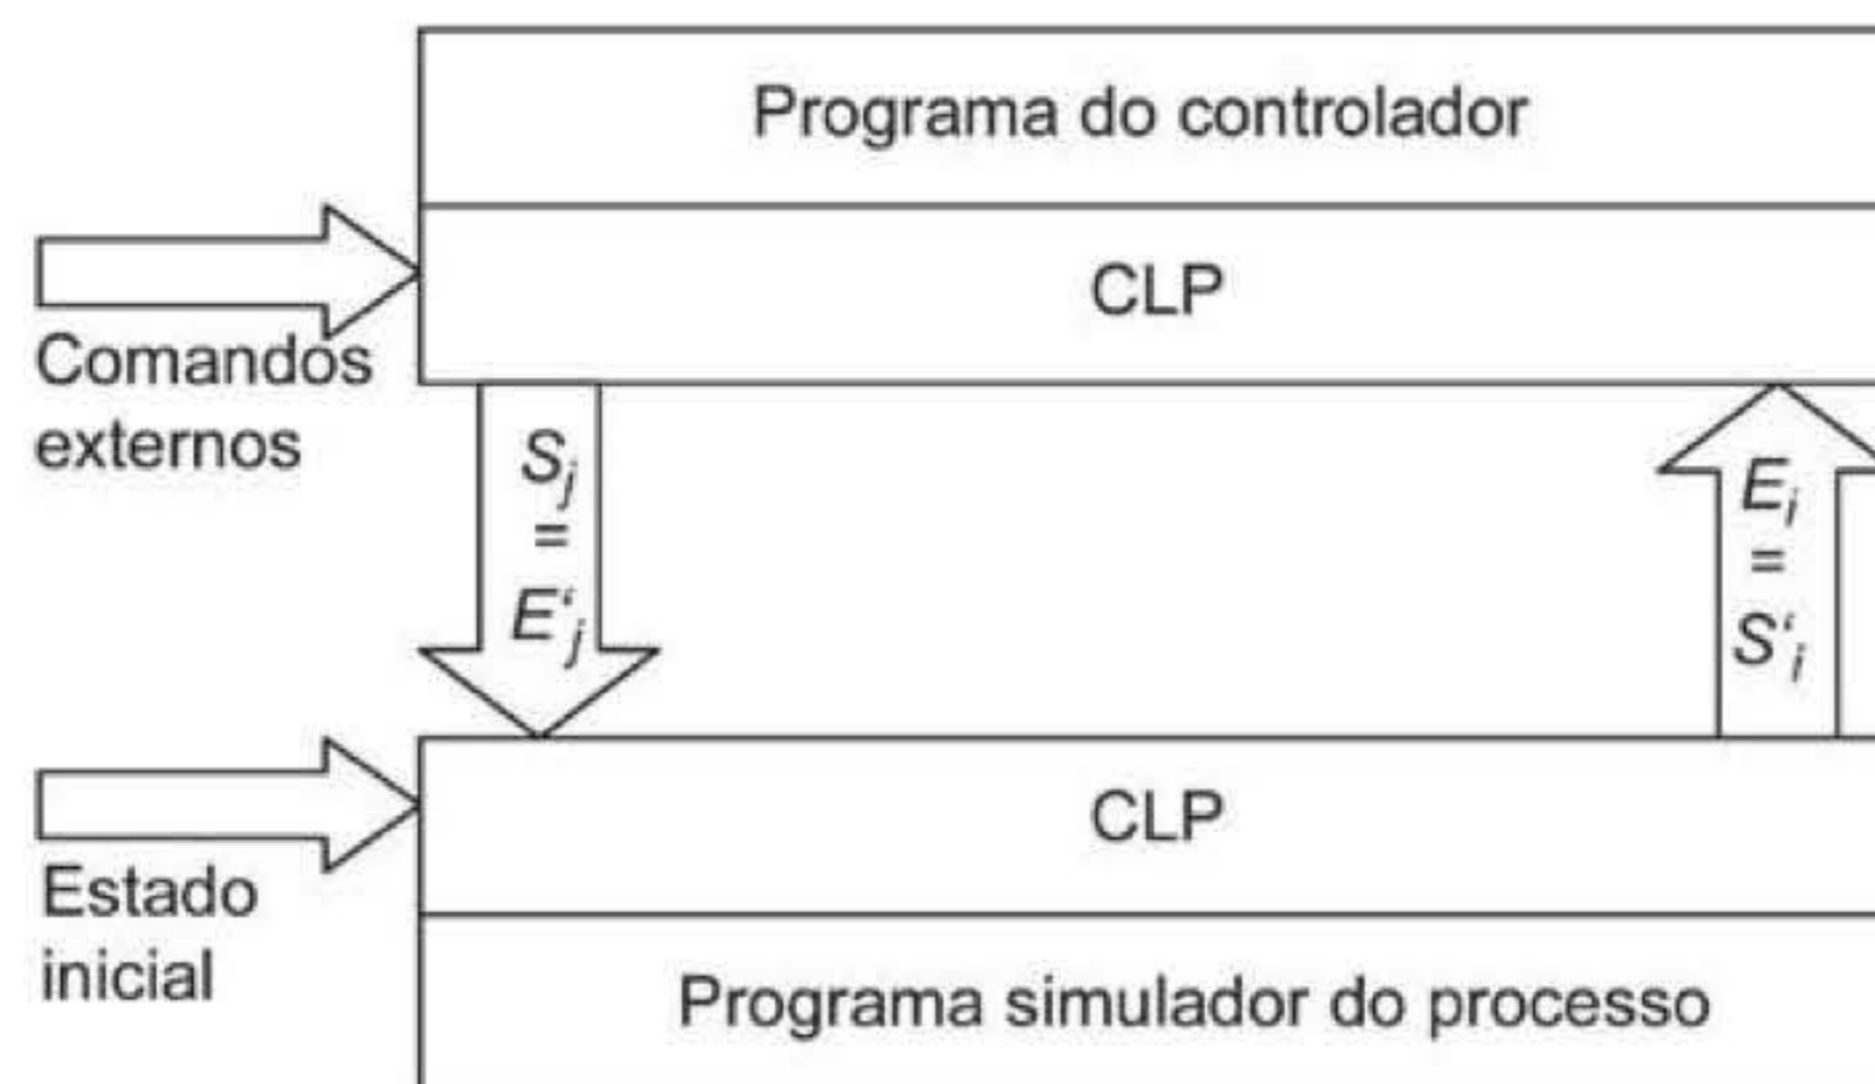 Programa do controlador
CLP
Comandos
externos
Sj
=
E‘j
Ei
=
S‘i
CLP
Estado
inicial
Programa simulador do processo